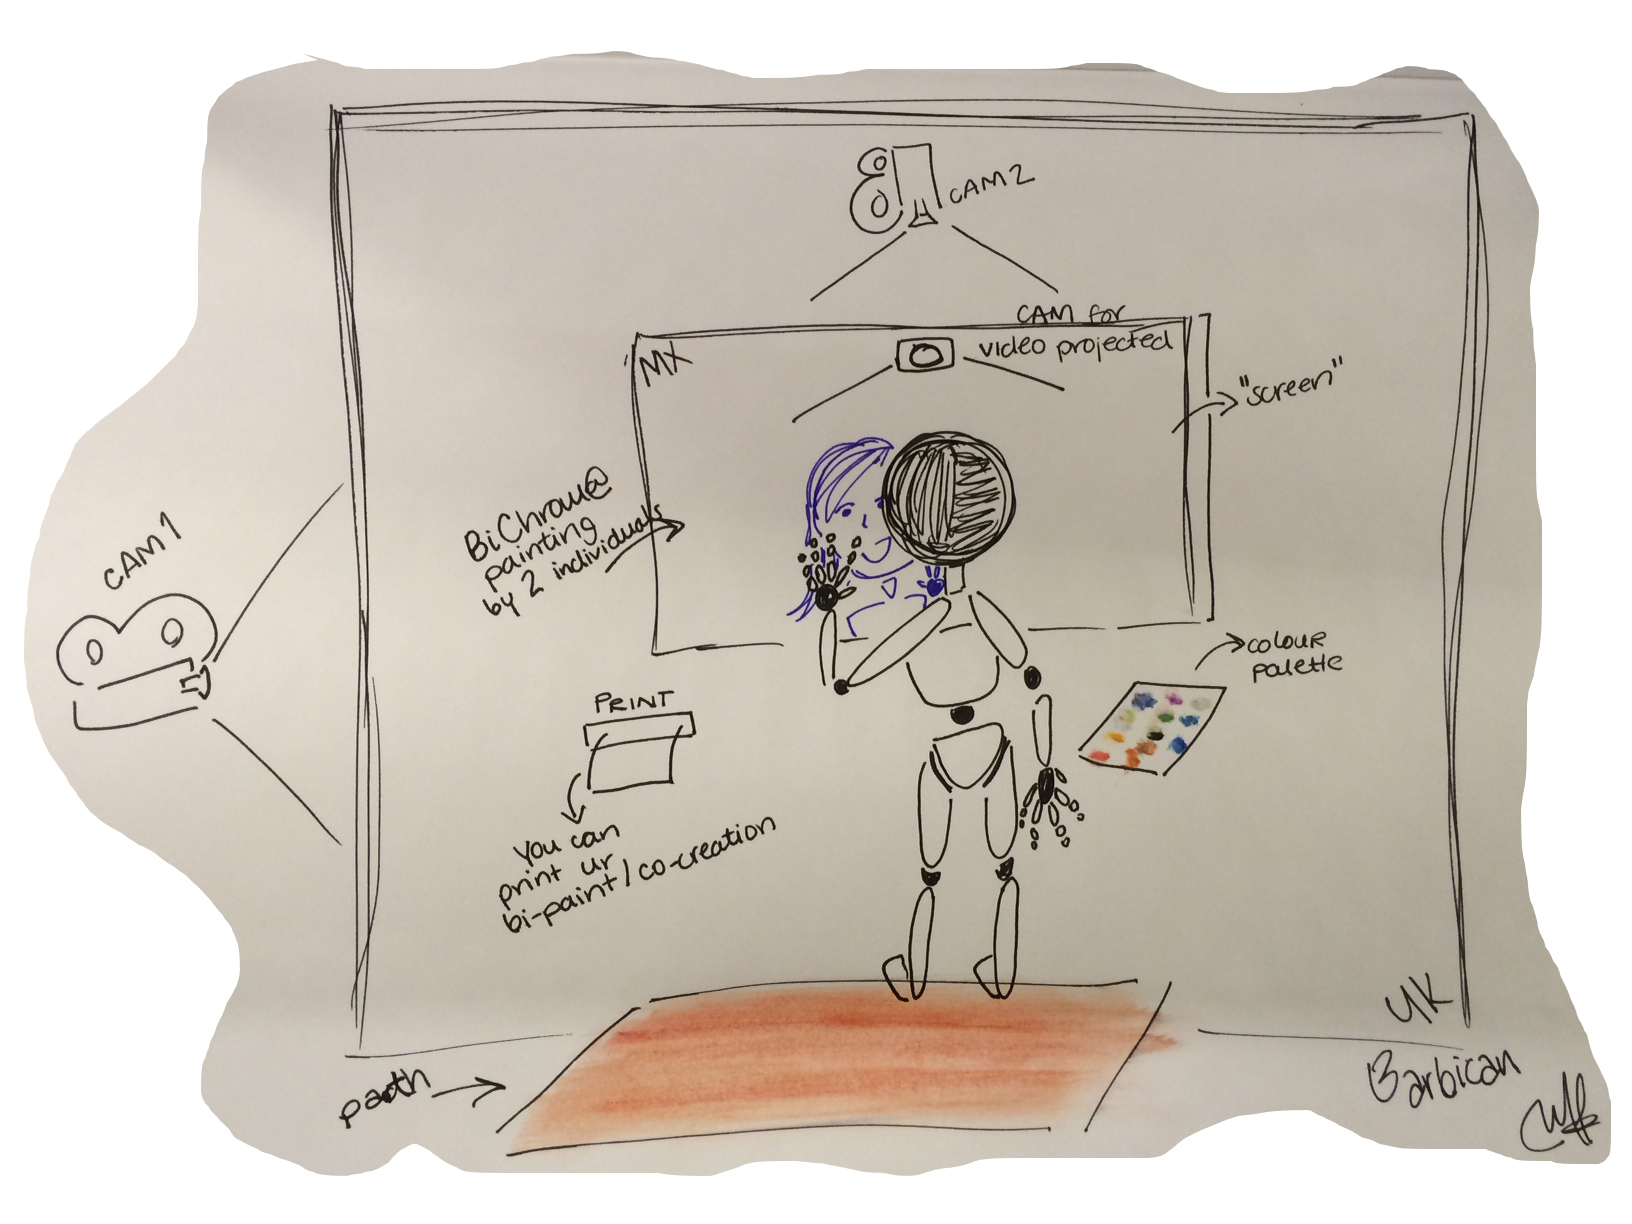 CAM2
CAM for
video projected
MX
"screen"
BiChrom@
painting
by 2 individuals
CAM1
colour
palette
PRINT
You can
print ur
bi-paint/co-creation
path
UK
Barbican